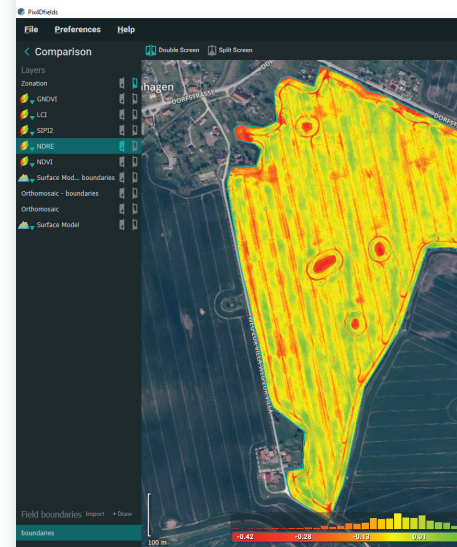 Pix4Dfields
File Preferences Help
Comparison
Double Screen Split Screen
Layers
Zonation
GNDVI
LCI
SIPI2
NDRE
NDVI
Surface Mod... boundaries
Orthomosaic - boundaries
Orthomosaic
Surface Model
hagen
DORFSTRASSE
DORFST
Field boundaries Import + Draw
boundaries
100 m
-0.42 -0.28 -0.13 0.01